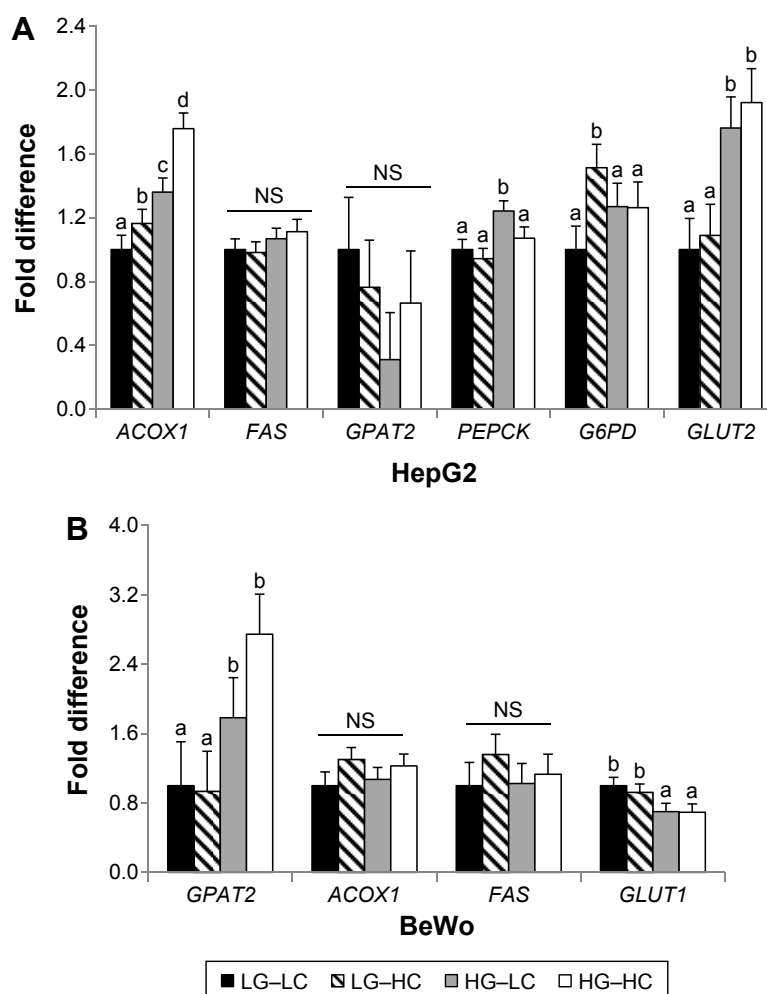 A
2.4
2.0
1.6
1.2
0.8
0.4
0.0
Fold difference
a b c d
NS
NS
a a b a
a b a a
a a b b
ACOX1 FAS GPAT2 PEPCK G6PD GLUT2
HepG2
B
4.0
3.2
2.4
1.6
0.8
0.0
Fold difference
a a b b
NS
NS
b b a a
GPAT2 ACOX1 FAS GLUT1
BeWo
LG–LC LG–HC HG–LC HG–HC